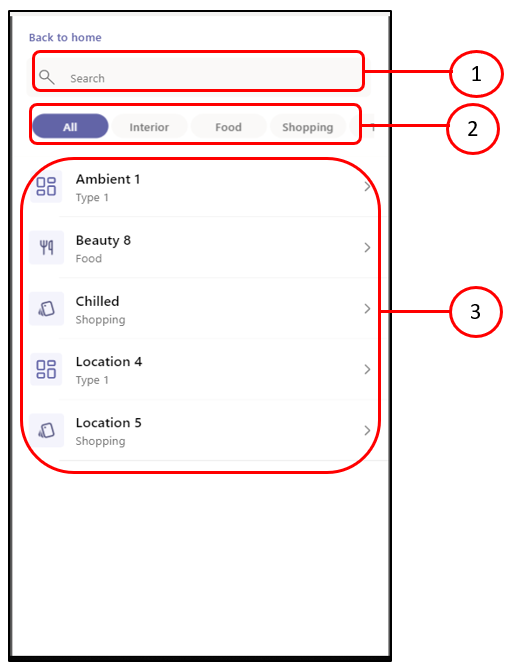 Back to home
Search
1
All Interior Food Shopping
2
Ambient 1
Type 1
Beauty 8
Food
Chilled
Shopping
3
Location 4
Type 1
Location 5
Shopping